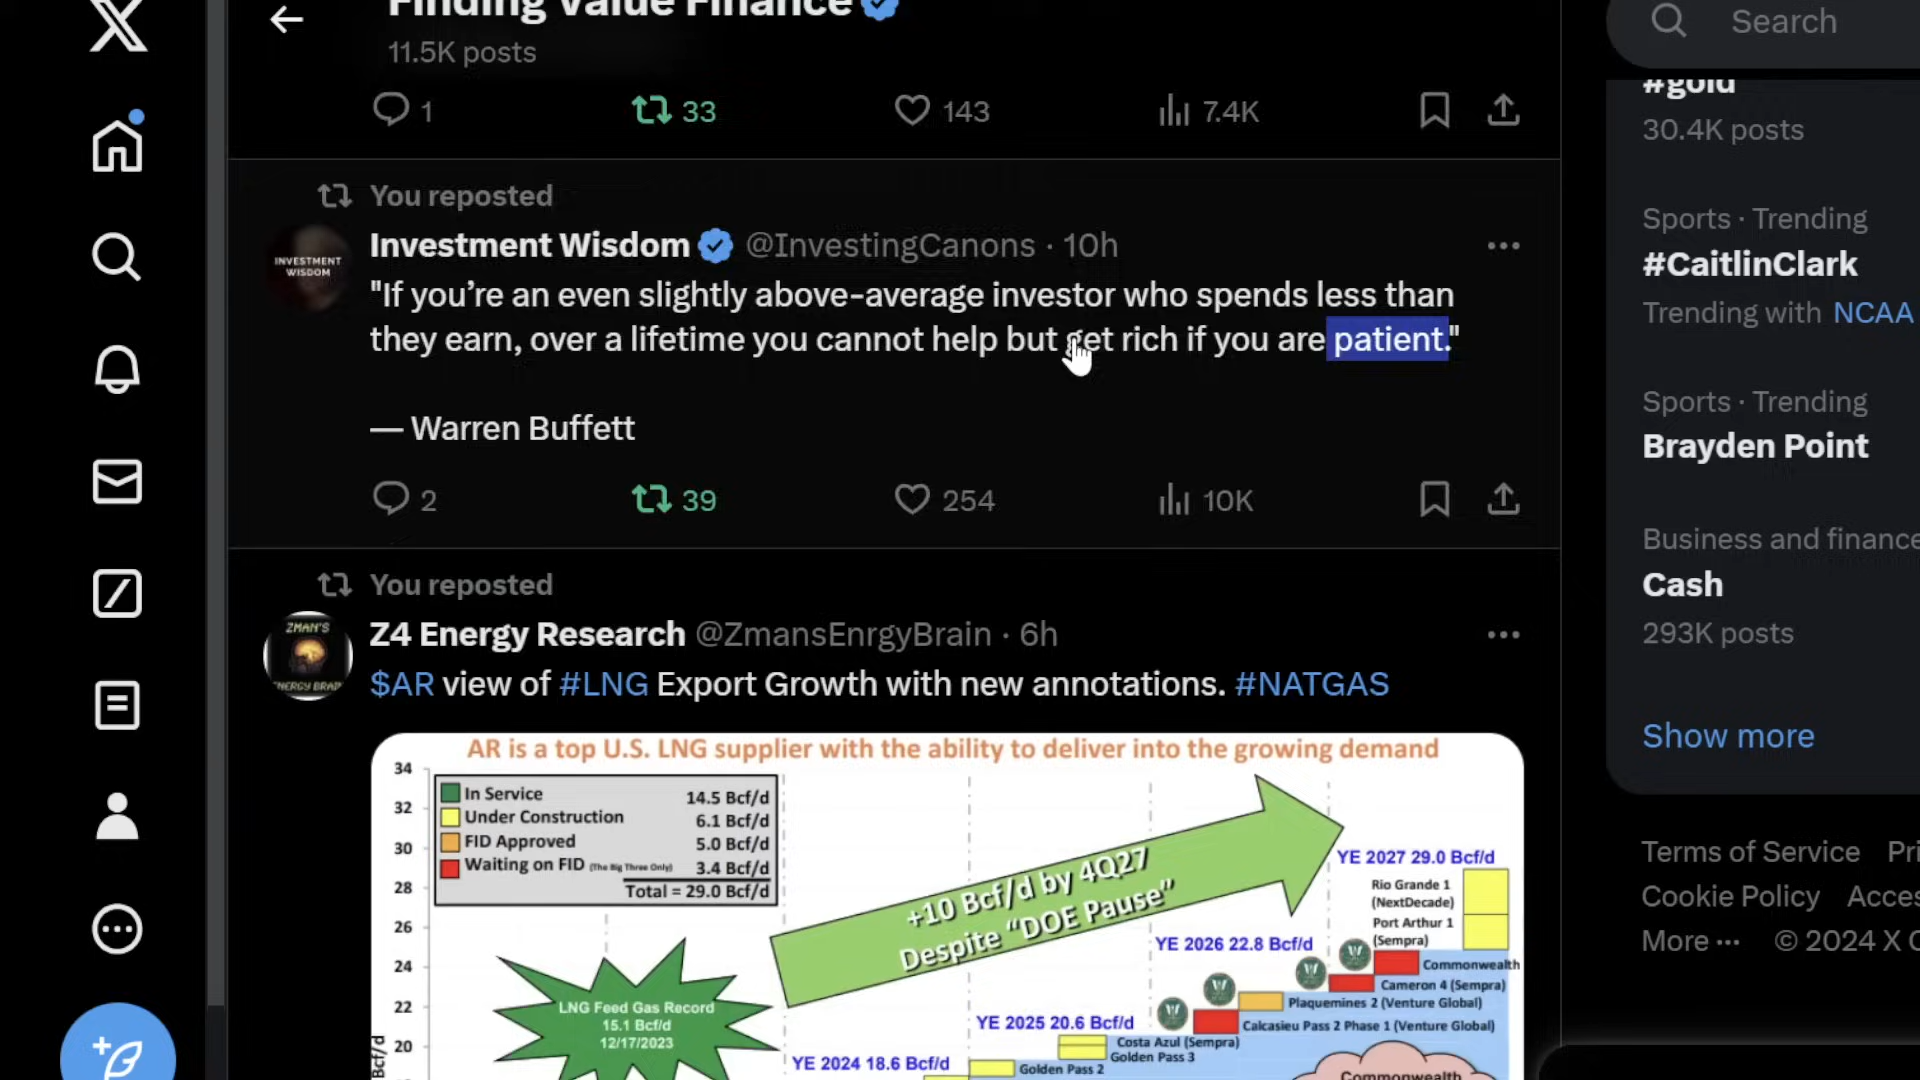 Finding Value Finance
11.5K posts
1 33 143 7.4K
You reposted
INVESTMENT
WISDOM
Investment Wisdom @InvestingCanons · 10h
"If you’re an even slightly above-average investor who spends less than
they earn, over a lifetime you cannot help but get rich if you are patient."
— Warren Buffett
2 39 254 10K
You reposted
ZMAN'S
ENERGY BRAIN
Z4 Energy Research @ZmansEnrgyBrain · 6h
$AR view of #LNG Export Growth with new annotations. #NATGAS
AR is a top U.S. LNG supplier with the ability to deliver into the growing demand
34
32
30
28
26
24
22
20
Bcf/d
In Service 14.5 Bcf/d
Under Construction 6.1 Bcf/d
FID Approved 5.0 Bcf/d
Waiting on FID (The Big Three Only) 3.4 Bcf/d
Total = 29.0 Bcf/d
+10 Bcf/d by 4Q27
Despite "DOE Pause"
LNG Feed Gas Record
15.1 Bcf/d
12/17/2023
YE 2027 29.0 Bcf/d
Rio Grande 1
(NextDecade)
Port Arthur 1
(Sempra)
YE 2026 22.8 Bcf/d
Commonwealth
Cameron 4 (Sempra)
Plaquemines 2 (Venture Global)
Calcasieu Pass 2 Phase 1 (Venture Global)
YE 2025 20.6 Bcf/d
Costa Azul (Sempra)
Golden Pass 3
YE 2024 18.6 Bcf/d
Golden Pass 2
Commonwealth
Search
#gold
30.4K posts
Sports · Trending
#CaitlinClark
Trending with NCAA
Sports · Trending
Brayden Point
Business and finance
Cash
293K posts
Show more
Terms of Service Pri
Cookie Policy Acces
More ··· © 2024 X C